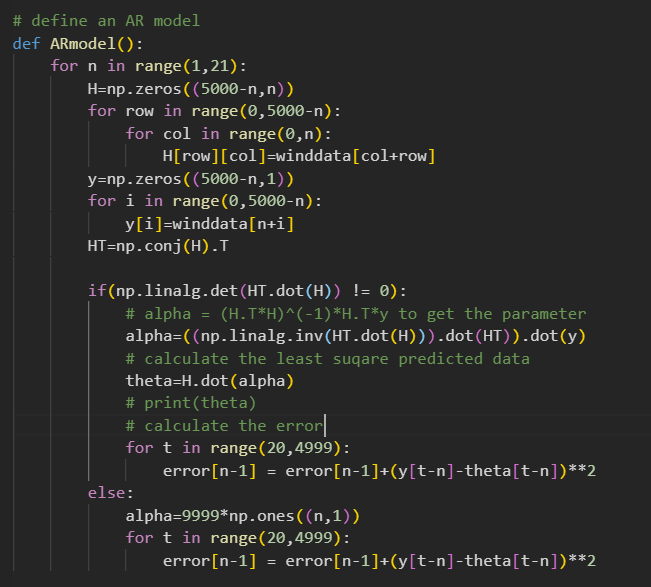 # define an AR model
def ARmodel():
    for n in range(1,21):
        H=np.zeros((5000-n,n))
        for row in range(0,5000-n):
            for col in range(0,n):
                H[row][col]=winddata[col+row]
        y=np.zeros((5000-n,1))
        for i in range(0,5000-n):
            y[i]=winddata[n+i]
        HT=np.conj(H).T

        if(np.linalg.det(HT.dot(H)) != 0):
            # alpha = (H.T*H)^(-1)*H.T*y to get the parameter
            alpha=((np.linalg.inv(HT.dot(H))).dot(HT)).dot(y)
            # calculate the least suqare predicted data
            theta=H.dot(alpha)
            # print(theta)
            # calculate the error
            for t in range(20,4999):
                error[n-1] = error[n-1]+(y[t-n]-theta[t-n])**2
        else:
            alpha=9999*np.ones((n,1))
            for t in range(20,4999):
                error[n-1] = error[n-1]+(y[t-n]-theta[t-n])**2